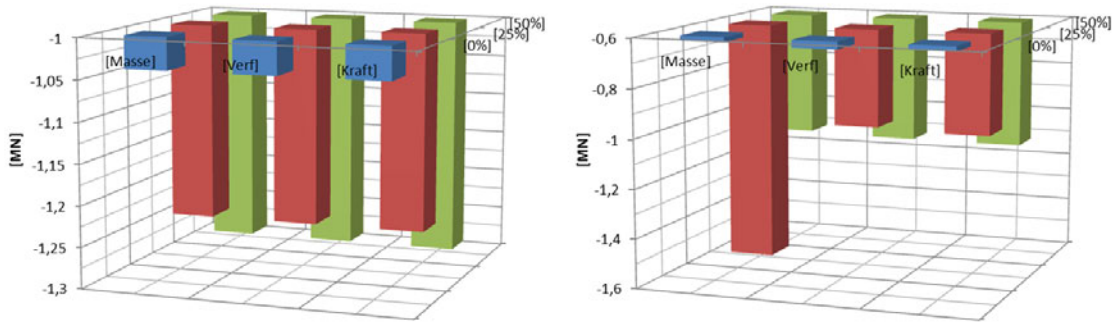 -1
-1,05
-1,1
-1,15
-1,2
-1,25
-1,3
[MN]
[Masse]
[Verf]
[Kraft]
[0%]
[25%]
[50%]
-0,6
-0,8
-1
-1,2
-1,4
-1,6
[MN]
[Masse]
[Verf]
[Kraft]
[0%]
[25%]
[50%]